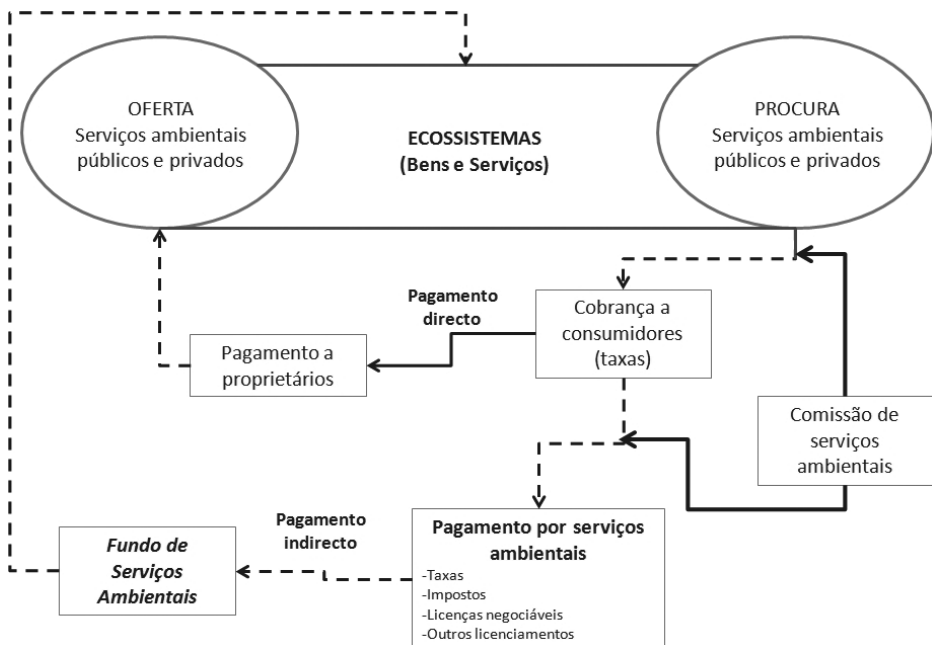 OFERTA
Serviços ambientais
públicos e privados
ECOSSISTEMAS
(Bens e Serviços)
PROCURA
Serviços ambientais
públicos e privados
Pagamento
directo
Cobrança a
consumidores
(taxas)
Pagamento a
proprietários
Comissão de
serviços
ambientais
Pagamento
indirecto
Pagamento por serviços
ambientais
-Taxas
-Impostos
-Licenças negociáveis
-Outros licenciamentos
Fundo de
Serviços
Ambientais